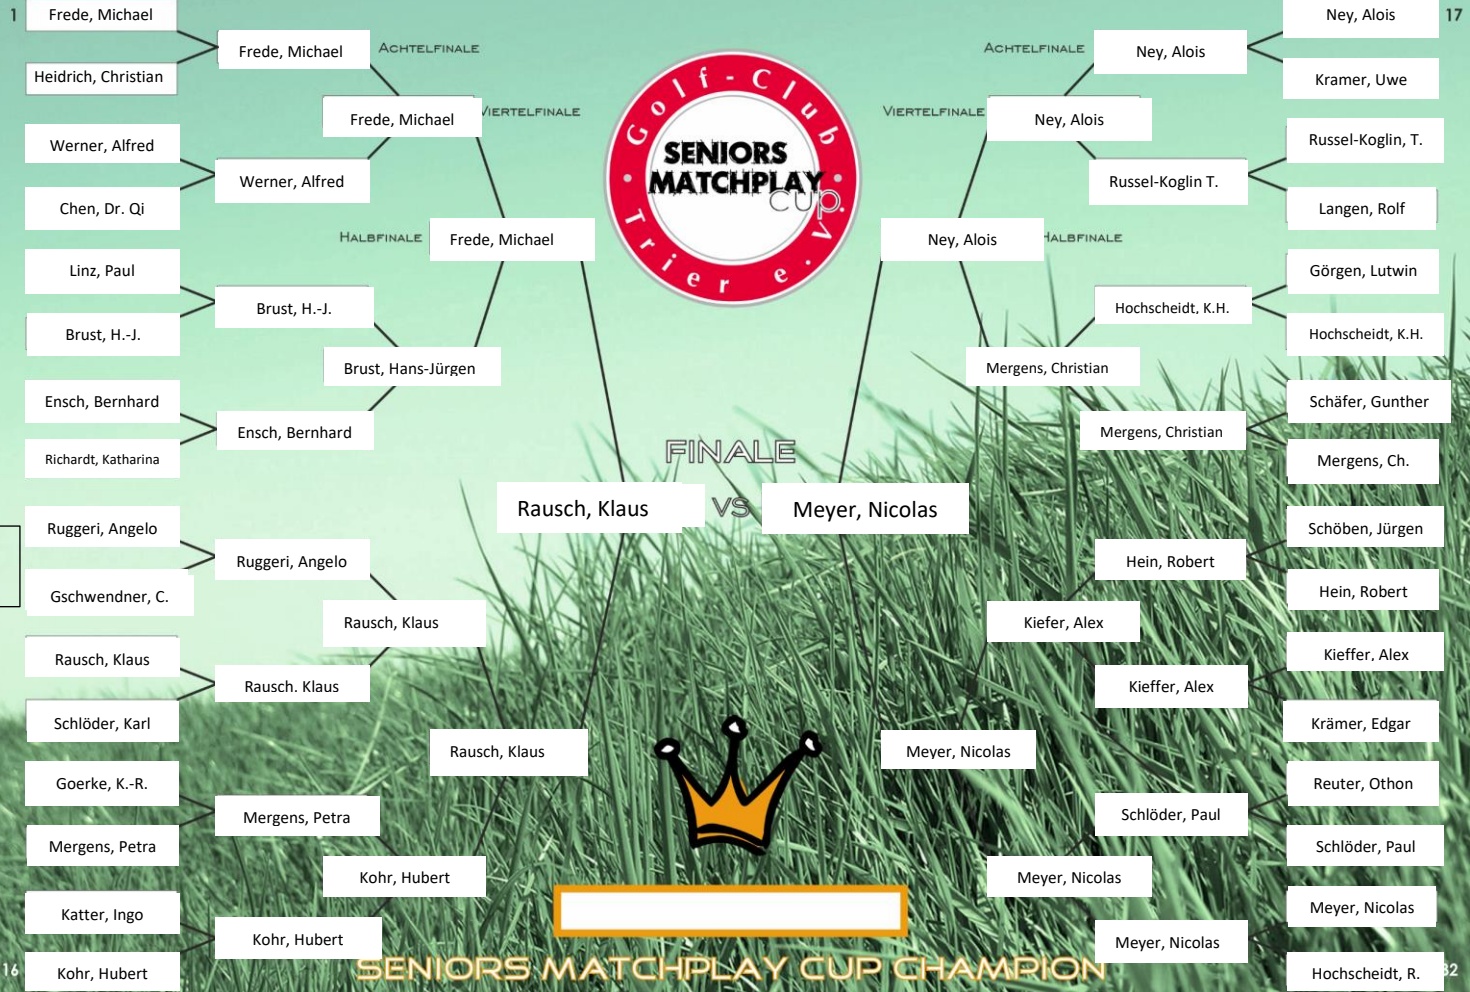 1
Frede, Michael
Heidrich, Christian
Werner, Alfred
Chen, Dr. Qi
Linz, Paul
Brust, H.-J.
Ensch, Bernhard
Richardt, Katharina
Ruggeri, Angelo
Gschwendner, C.
Rausch, Klaus
Schlöder, Karl
Goerke, K.-R.
Mergens, Petra
Katter, Ingo
Kohr, Hubert
16
ACHTELFINALE
Frede, Michael
Werner, Alfred
Brust, H.-J.
Ensch, Bernhard
Ruggeri, Angelo
Rausch. Klaus
Mergens, Petra
Kohr, Hubert
VIERTELFINALE
Frede, Michael
Brust, Hans-Jürgen
Rausch, Klaus
Kohr, Hubert
HALBFINALE
Frede, Michael
Rausch, Klaus
Golf-Club
SENIORS
MATCHPLAY
CUP
Trier e.V.
FINALE
Rausch, Klaus
VS
Meyer, Nicolas
HALBFINALE
Ney, Alois
Meyer, Nicolas
VIERTELFINALE
Ney, Alois
Mergens, Christian
Kiefer, Alex
Meyer, Nicolas
ACHTELFINALE
Ney, Alois
Russel-Koglin T.
Hochscheidt, K.H.
Mergens, Christian
Hein, Robert
Kieffer, Alex
Schlöder, Paul
Meyer, Nicolas
17
Ney, Alois
Kramer, Uwe
Russel-Koglin, T.
Langen, Rolf
Görgen, Lutwin
Hochscheidt, K.H.
Schäfer, Gunther
Mergens, Ch.
Schöben, Jürgen
Hein, Robert
Kieffer, Alex
Krämer, Edgar
Reuter, Othon
Schlöder, Paul
Meyer, Nicolas
Hochscheidt, R.
32
SENIORS MATCHPLAY CUP CHAMPION